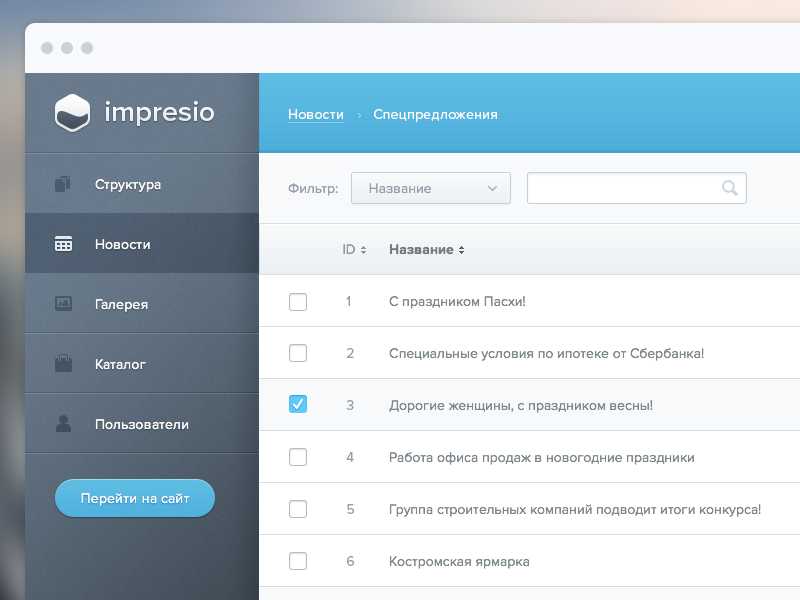 impresio
Структура
Новости
Галерея
Каталог
Пользователи
Перейти на сайт
Новости › Спецпредложения
Фильтр: Название
ID Название
1 С праздником Пасхи!
2 Специальные условия по ипотеке от Сбербанка!
3 Дорогие женщины, с праздником весны!
4 Работа офиса продаж в новогодние праздники
5 Группа строительных компаний подводит итоги конкурса!
6 Костромская ярмарка